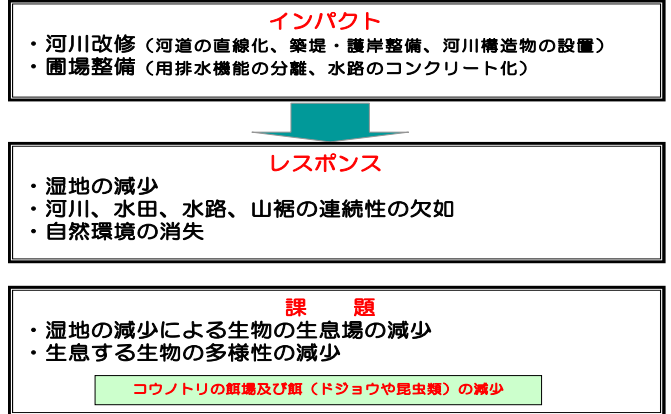 インパクト
・河川改修（河道の直線化、築堤・護岸整備、河川構造物の設置）
・圃場整備（用排水機能の分離、水路のコンクリート化）
レスポンス
・湿地の減少
・河川、水田、水路、山裾の連続性の欠如
・自然環境の消失
課　題
・湿地の減少による生物の生息場の減少
・生息する生物の多様性の減少
コウノトリの餌場及び餌（ドジョウや昆虫類）の減少